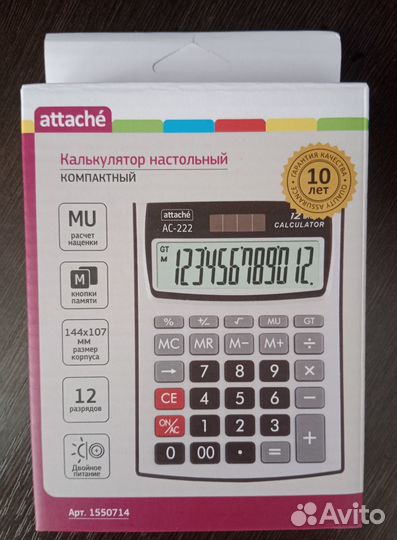 attaché
Калькулятор настольный
КОМПАКТНЫЙ
ГАРАНТИЯ КАЧЕСТВА
10
лет
QUALITY ASSURANCE
MU
расчет
наценки
M
кнопки
памяти
144x107
мм
размер
корпуса
12
разрядов
Двойное
питание
attaché
AC-222
CALCULATOR
GT
M
123456789012.
% +/- √ MU GT
MC MR M− M+ ÷
→ 7 8 9 ×
CE 4 5 6 −
ON/AC 1 2 3 +
0 00 • =
Арт. 1550714
Avito